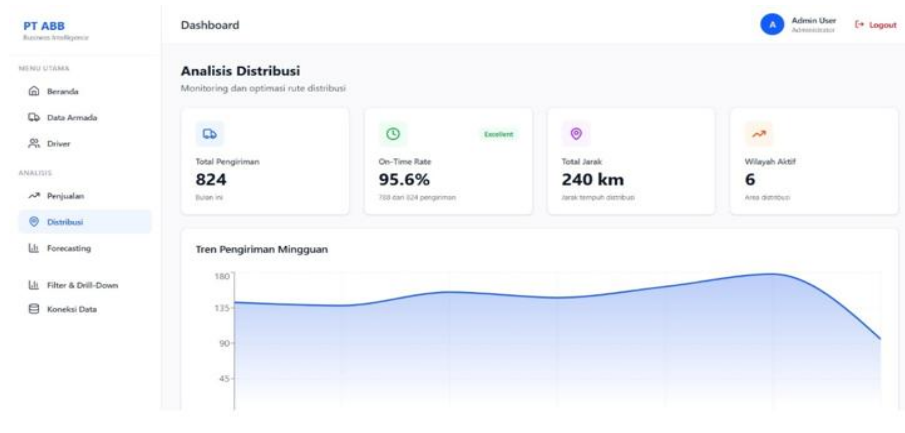 PT ABB
Business Intelligence
Dashboard
A
Admin User
Administrator
Logout
MENU UTAMA
Beranda
Data Armada
Driver
ANALISIS
Penjualan
Distribusi
Forecasting
Filter & Drill-Down
Koneksi Data
Analisis Distribusi
Monitoring dan optimasi rute distribusi
Total Pengiriman
824
Bulan ini
Excellent
On-Time Rate
95.6%
788 dari 824 pengiriman
Total Jarak
240 km
Jarak tempuh distribusi
Wilayah Aktif
6
Area distribusi
Tren Pengiriman Mingguan
180
135
90
45